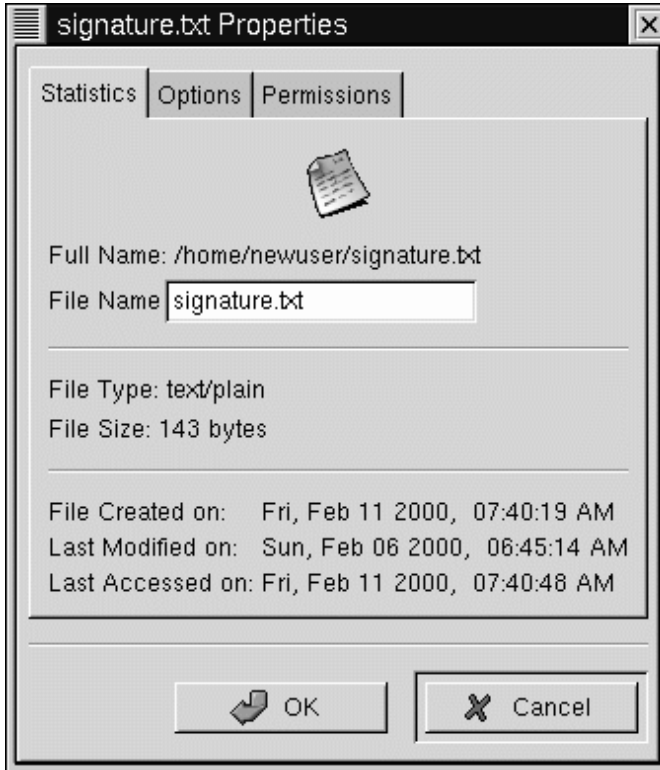 signature.txt Properties
Statistics Options Permissions
Full Name: /home/newuser/signature.txt
File Name signature.txt
File Type: text/plain
File Size: 143 bytes
File Created on: Fri, Feb 11 2000, 07:40:19 AM
Last Modified on: Sun, Feb 06 2000, 06:45:14 AM
Last Accessed on: Fri, Feb 11 2000, 07:40:48 AM
OK Cancel